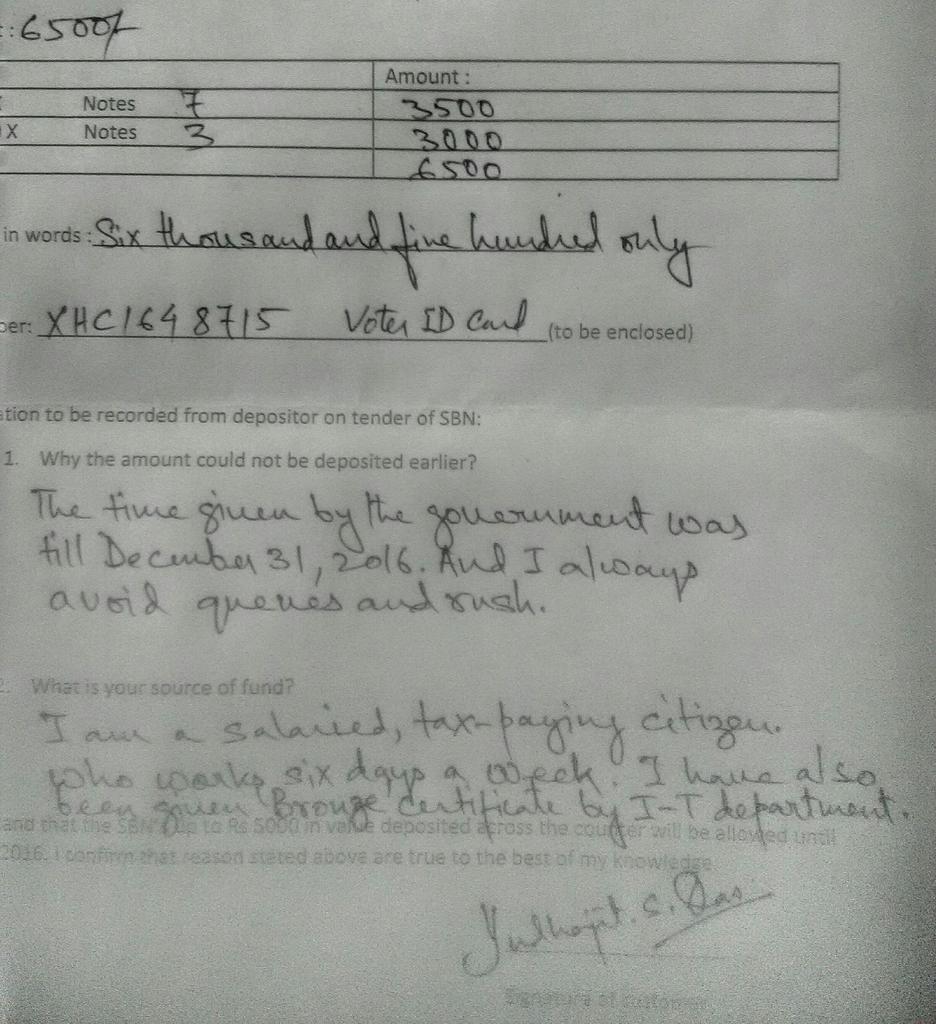 : 6500/-
Amount :
Notes 7 3500
X Notes 3 3000
6500
in words : Six thousand and five hundred only
ber: XHC1648715 Voter ID Card (to be enclosed)
ation to be recorded from depositor on tender of SBN:
1. Why the amount could not be deposited earlier?
The time given by the government was
till December 31, 2016. And I always
avoid queues and rush.
2. What is your source of fund?
I am a salaried, tax-paying citizen.
who works six days a week. I have also
been given Bronze Certificate by I-T department.
and that the SBN up to Rs 5000 in value deposited across the counter will be allowed until
2016. I confirm that reason stated above are true to the best of my knowledge
S. Das
Signature of customer